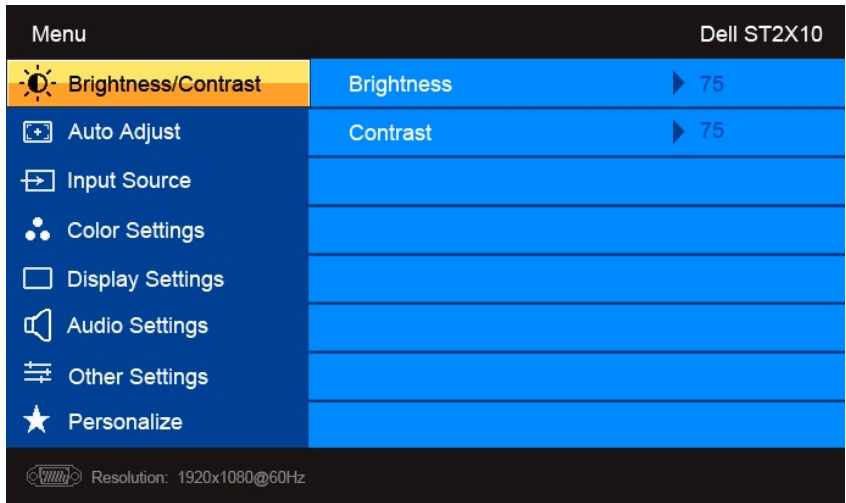 Menu Dell ST2X10
Brightness/Contrast Brightness 75
Auto Adjust Contrast 75
Input Source
Color Settings
Display Settings
Audio Settings
Other Settings
Personalize
Resolution: 1920x1080@60Hz